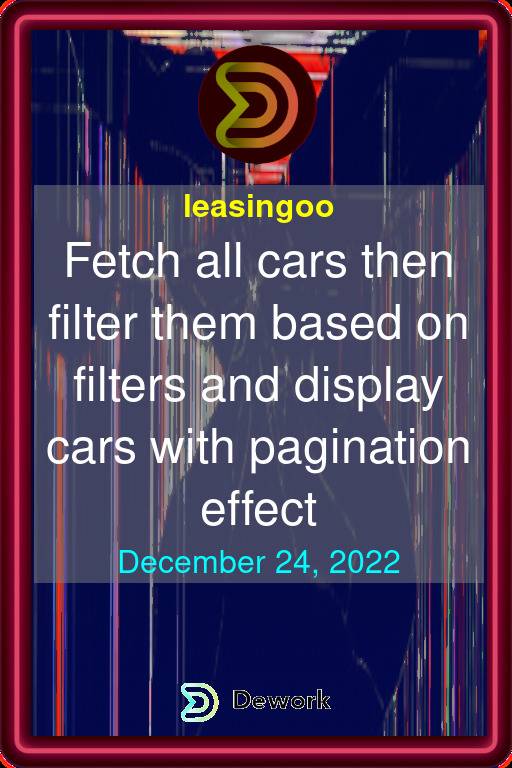 leasingoo
Fetch all cars then
filter them based on
filters and display
cars with pagination
effect
December 24, 2022
Dework